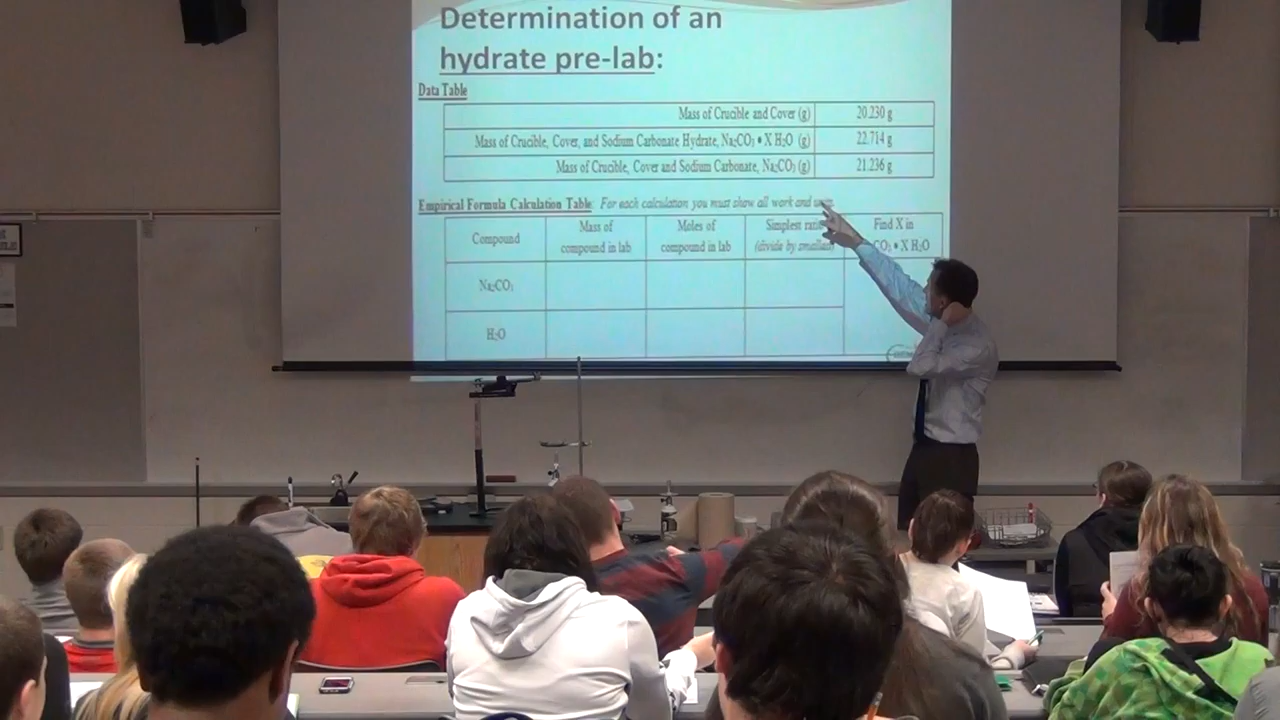 Determination of an
hydrate pre-lab:
Data Table
Mass of Crucible and Cover (g) 20.230 g
Mass of Crucible, Cover, and Sodium Carbonate Hydrate, Na₂CO₃ • X H₂O (g) 22.714 g
Mass of Crucible, Cover and Sodium Carbonate, Na₂CO₃ (g) 21.236 g
Empirical Formula Calculation Table: For each calculation you must show all work and
Compound
Mass of
compound in lab
Moles of
compound in lab
Simplest
(divide by smallest)
Find X in
CO₃ • X H₂O
Na₂CO₃
H₂O